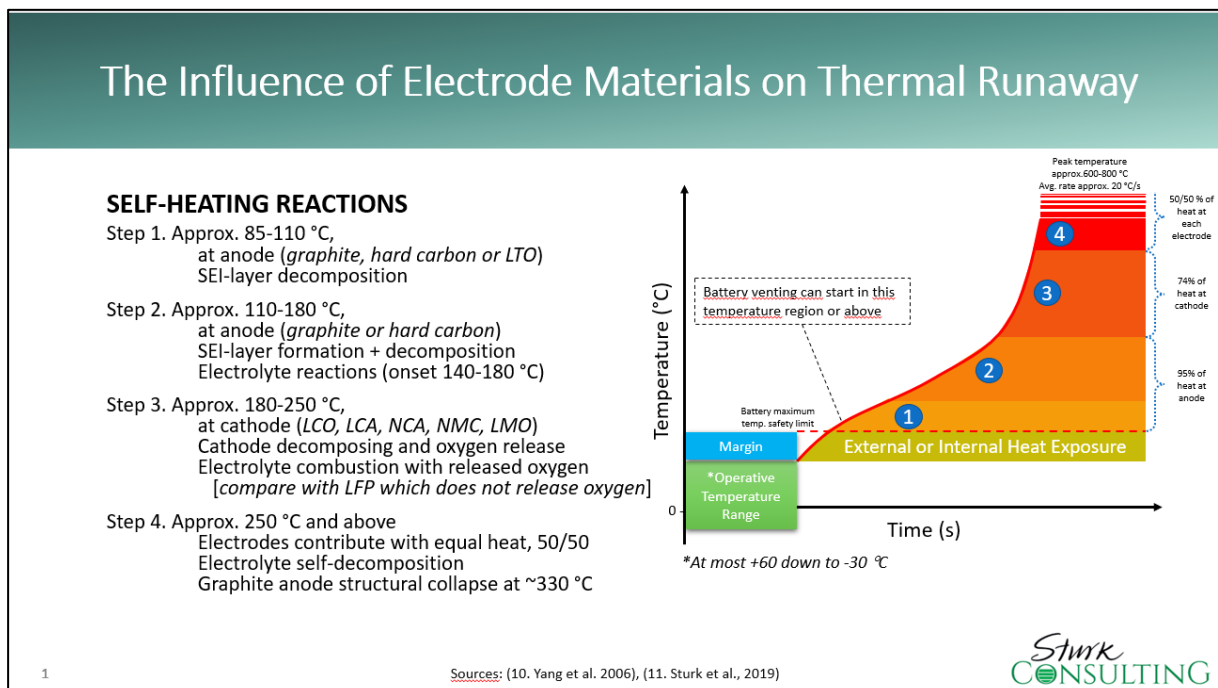 The Influence of Electrode Materials on Thermal Runaway
SELF-HEATING REACTIONS
Step 1. Approx. 85-110 °C,
at anode (graphite, hard carbon or LTO)
SEI-layer decomposition
Step 2. Approx. 110-180 °C,
at anode (graphite or hard carbon)
SEI-layer formation + decomposition
Electrolyte reactions (onset 140-180 °C)
Step 3. Approx. 180-250 °C,
at cathode (LCO, LCA, NCA, NMC, LMO)
Cathode decomposing and oxygen release
Electrolyte combustion with released oxygen
[compare with LFP which does not release oxygen]
Step 4. Approx. 250 °C and above
Electrodes contribute with equal heat, 50/50
Electrolyte self-decomposition
Graphite anode structural collapse at ~330 °C
Peak temperature
approx.600-800 °C
Avg. rate approx. 20 °C/s
50/50 % of
heat at
each
electrode
4
Battery venting can start in this
temperature region or above
3
74% of
heat at
cathode
Temperature (°C)
2
95% of
heat at
anode
1
Battery maximum
temp. safety limit
Margin
External or Internal Heat Exposure
*Operative
Temperature
Range
0
Time (s)
*At most +60 down to -30 °C
1
Sources: (10. Yang et al. 2006), (11. Sturk et al., 2019)
Sturk
CONSULTING